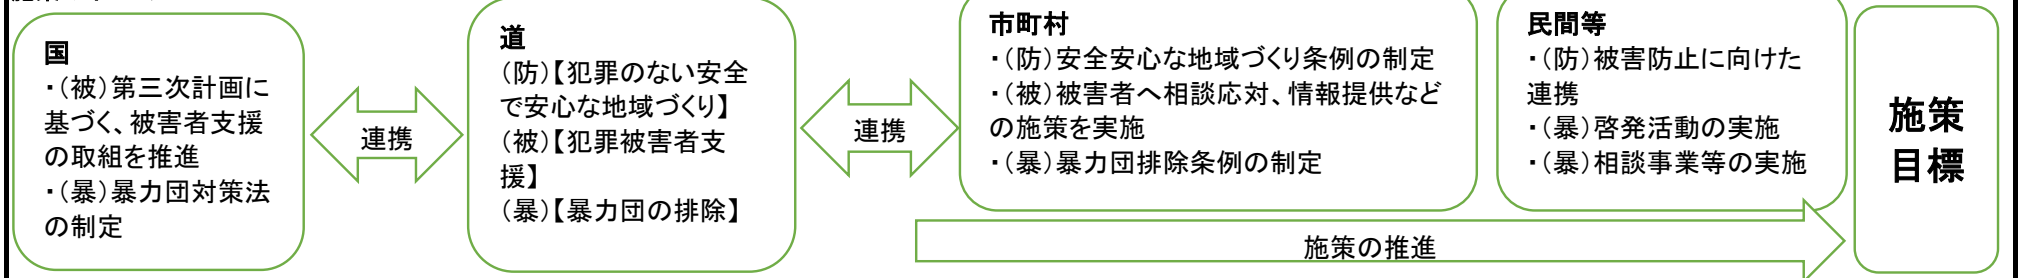 国
・(被)第三次計画に
基づく、被害者支援
の取組を推進
・(暴)暴力団対策法
の制定
連携
道
(防)【犯罪のない安全
で安心な地域づくり】
(被)【犯罪被害者支
援】
(暴)【暴力団の排除】
連携
市町村
・(防)安全安心な地域づくり条例の制定
・(被)被害者へ相談応対、情報提供など
の施策を実施
・(暴)暴力団排除条例の制定
民間等
・(防)被害防止に向けた
連携
・(暴)啓発活動の実施
・(暴)相談事業等の実施
施策の推進
施策
目標